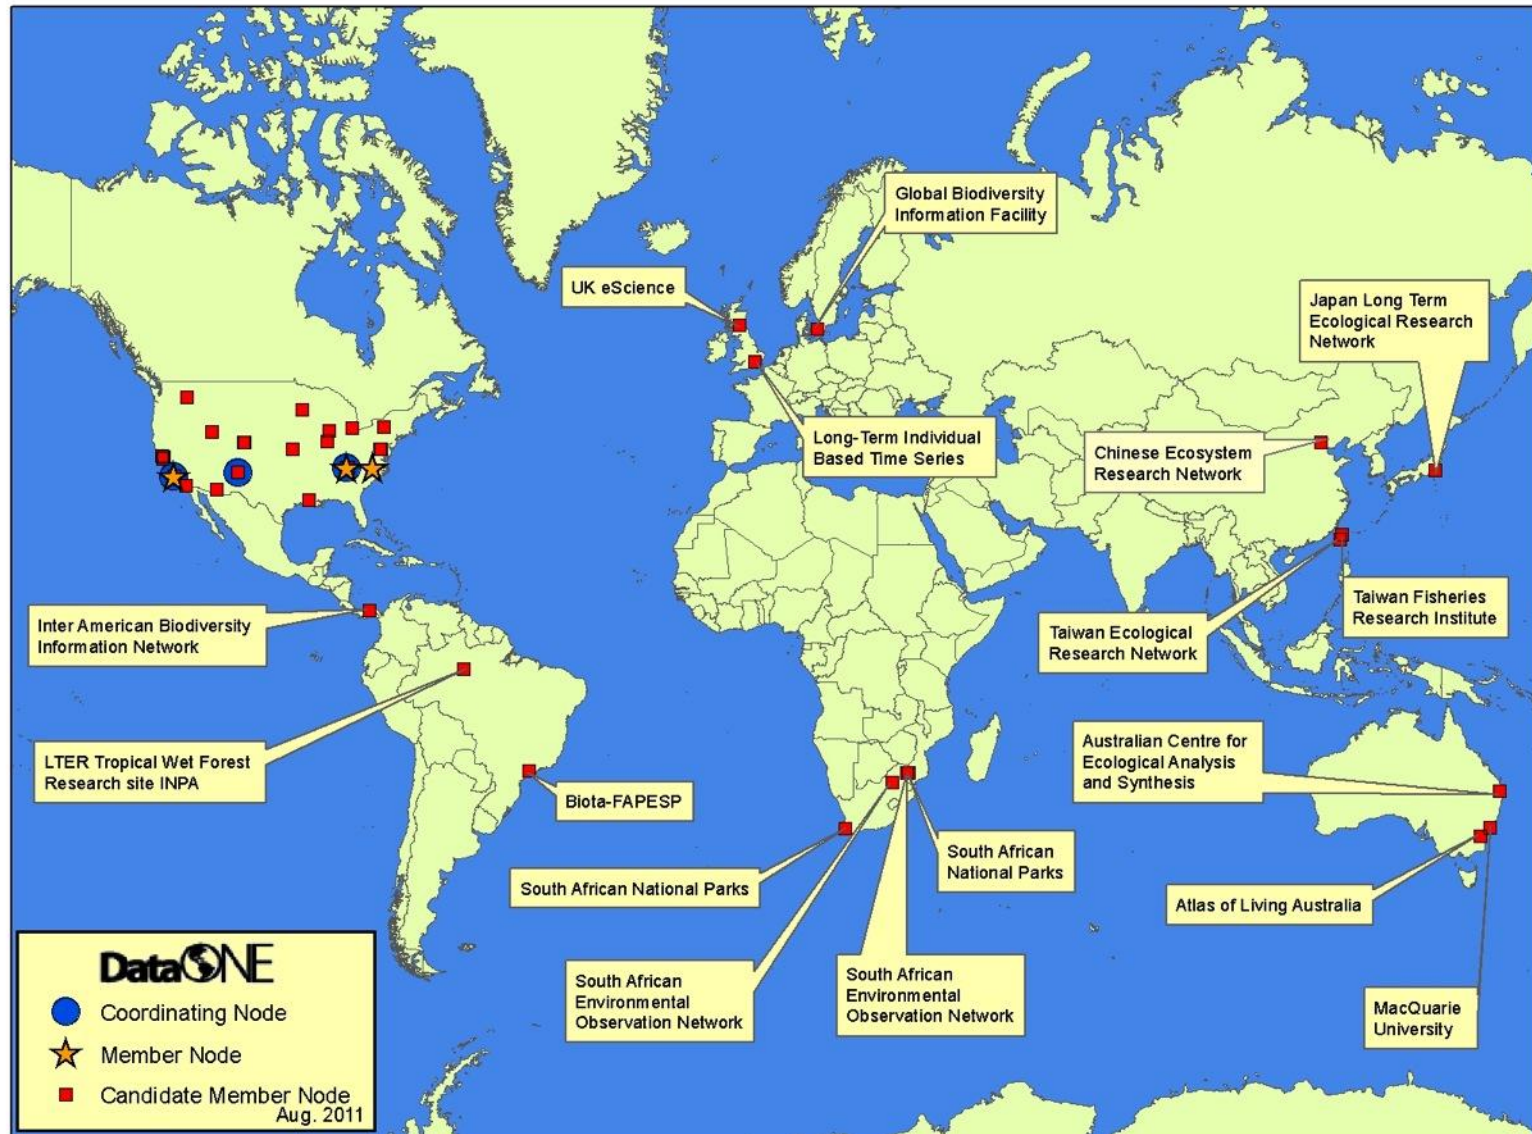 Global Biodiversity
Information Facility
UK eScience
Japan Long Term
Ecological Research
Network
Long-Term Individual
Based Time Series
Chinese Ecosystem
Research Network
Taiwan Fisheries
Research Institute
Inter American Biodiversity
Information Network
Taiwan Ecological
Research Network
LTER Tropical Wet Forest
Research site INPA
Australian Centre for
Ecological Analysis
and Synthesis
Biota-FAPESP
South African
National Parks
South African National Parks
Atlas of Living Australia
South African
Environmental
Observation Network
South African
Environmental
Observation Network
MacQuarie
University
DataONE
Coordinating Node
Member Node
Candidate Member Node
Aug. 2011